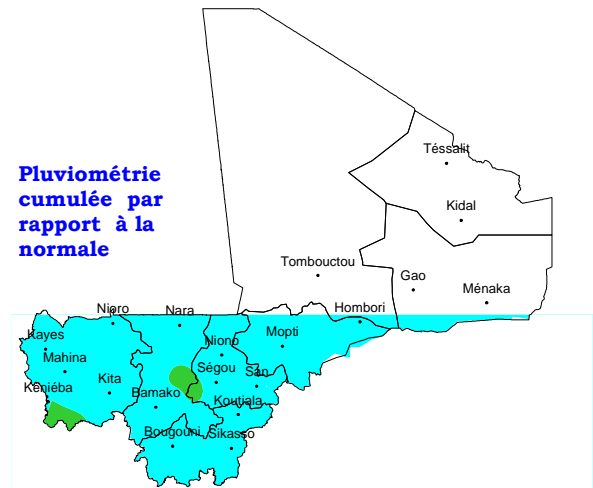 Pluviométrie
cumulée par
rapport à la
normale
Téssalit
Kidal
Tombouctou
Gao
Ménaka
Hombori
Nioro
Nara
Mopti
Kayes
Niono
Mahina
Ségou
San
Kéniéba
Kita
Bamako
Koutiala
Bougouni
Sikasso